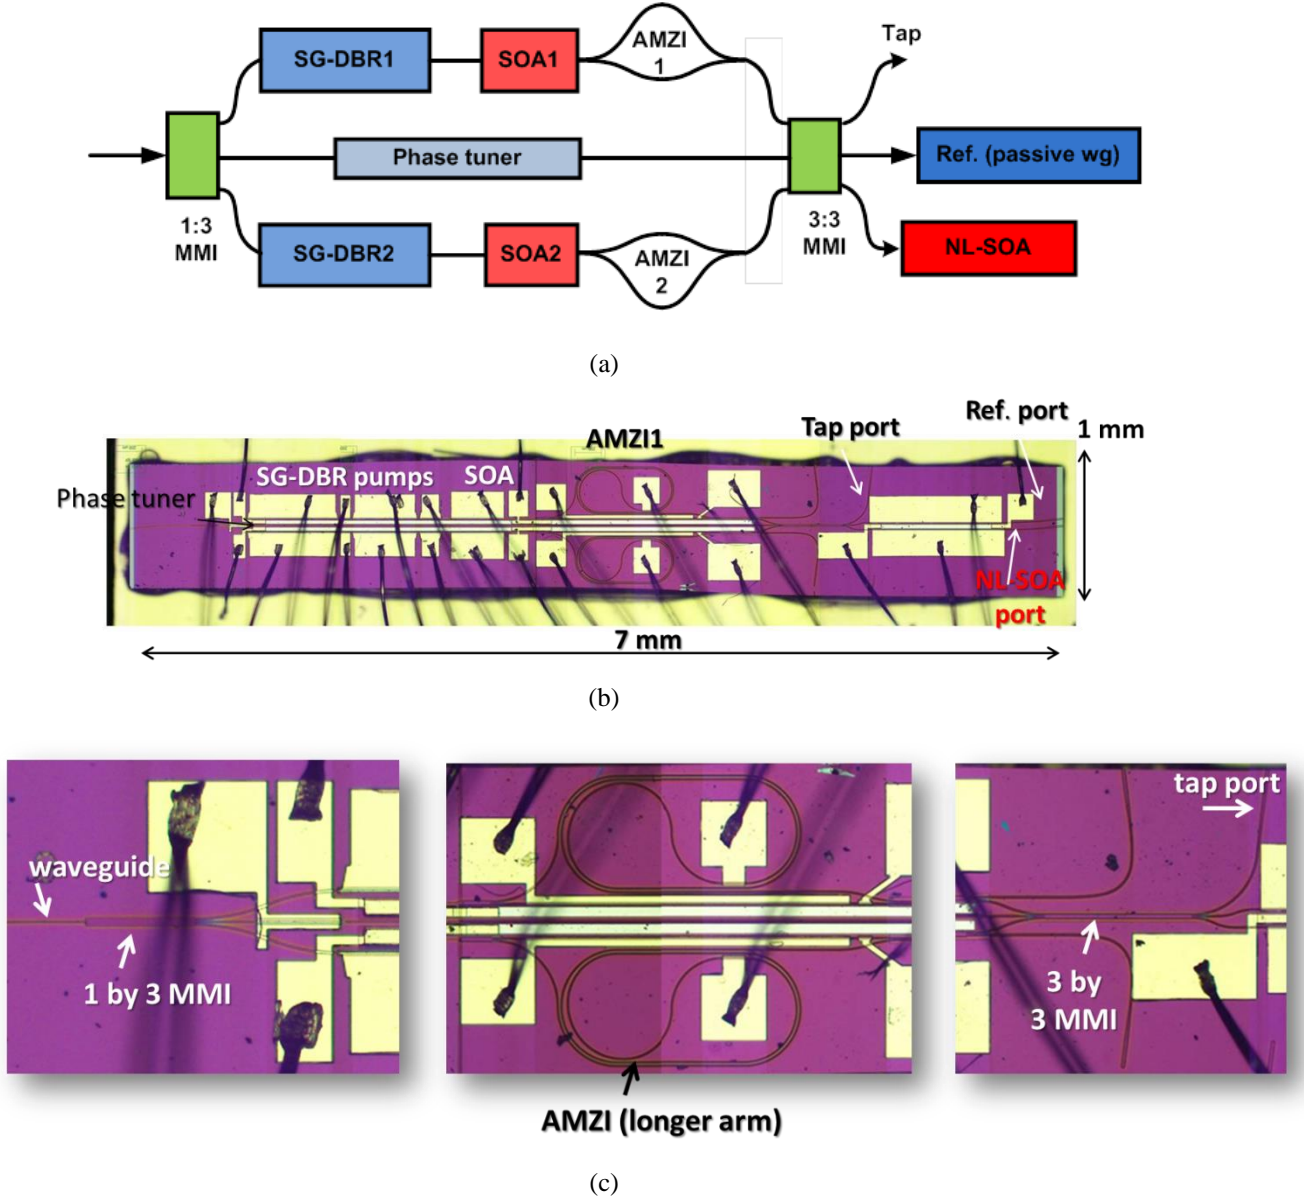 Tap
SG-DBR1
SOA1
AMZI
1
Phase tuner
Ref. (passive wg)
1:3
MMI
3:3
MMI
SG-DBR2
SOA2
AMZI
2
NL-SOA
(a)
AMZI1
Tap port
Ref. port
1 mm
SG-DBR pumps
SOA
Phase tuner
NL-SOA
port
7 mm
(b)
waveguide
1 by 3 MMI
AMZI (longer arm)
tap port
3 by
3 MMI
(c)